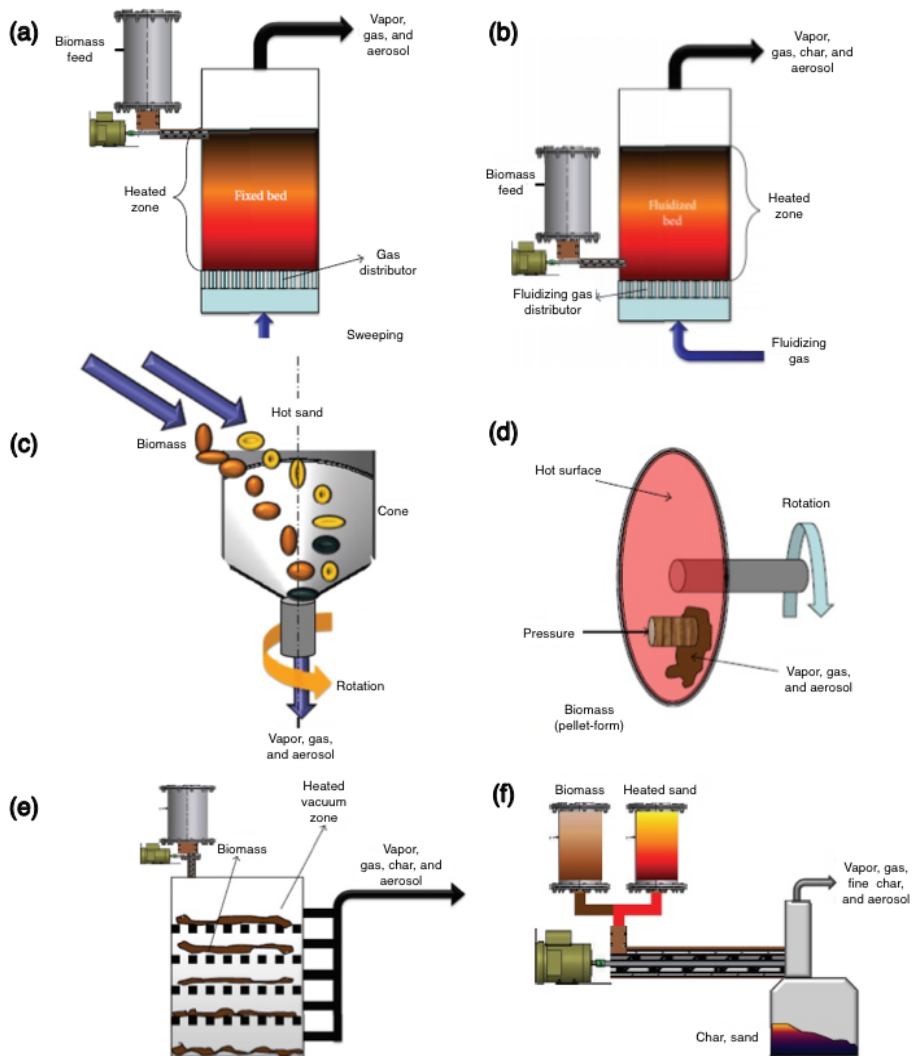 (a)
Biomass
feed
Vapor,
gas, and
aerosol
Heated
zone
Fixed bed
Gas
distributor
Sweeping
(b)
Vapor,
gas, char, and
aerosol
Biomass
feed
Fluidized
bed
Heated
zone
Fluidizing gas
distributor
Fluidizing
gas
(c)
Hot sand
Biomass
Cone
Rotation
Vapor, gas,
and aerosol
(d)
Hot surface
Rotation
Pressure
Vapor, gas,
and aerosol
Biomass
(pellet-form)
(e)
Heated
vacuum
zone
Biomass
Vapor,
gas, char, and
aerosol
(f)
Biomass
Heated sand
Vapor, gas,
fine char,
and aerosol
Char, sand